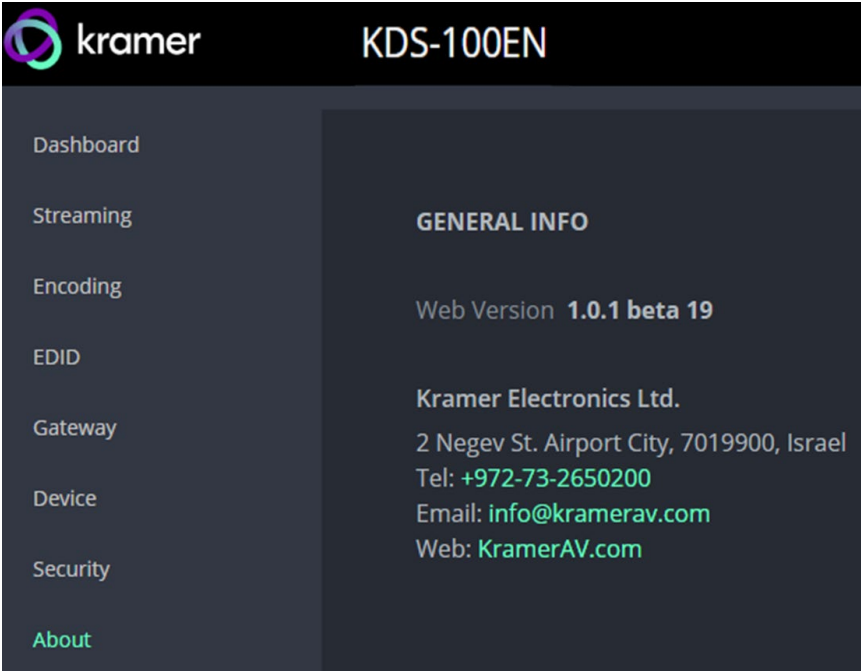 kramer
KDS-100EN
Dashboard
Streaming
Encoding
EDID
Gateway
Device
Security
About
GENERAL INFO
Web Version 1.0.1 beta 19
Kramer Electronics Ltd.
2 Negev St. Airport City, 7019900, Israel
Tel: +972-73-2650200
Email: info@kramerav.com
Web: KramerAV.com